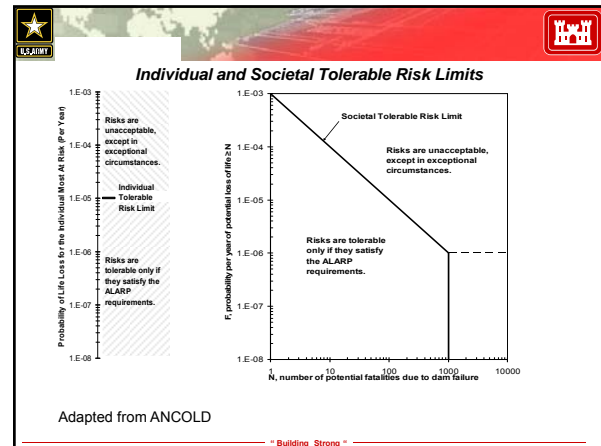 U.S.ARMY
Individual and Societal Tolerable Risk Limits
Probability of Life Loss for the Individual Most At Risk (Per Year)
1.E-03
1.E-04
1.E-05
1.E-06
1.E-07
1.E-08
Risks are
unacceptable,
except in
exceptional
circumstances.
Individual
Tolerable
Risk Limit
Risks are
tolerable only if
they satisfy the
ALARP
requirements.
F, probability per year of potential loss of life ≥ N
1.E-03
1.E-04
1.E-05
1.E-06
1.E-07
1.E-08
Societal Tolerable Risk Limit
Risks are unacceptable,
except in exceptional
circumstances.
Risks are tolerable
only if they satisfy
the ALARP
requirements.
1 10 100 1000 10000
N, number of potential fatalities due to dam failure
Adapted from ANCOLD
" Building Strong "